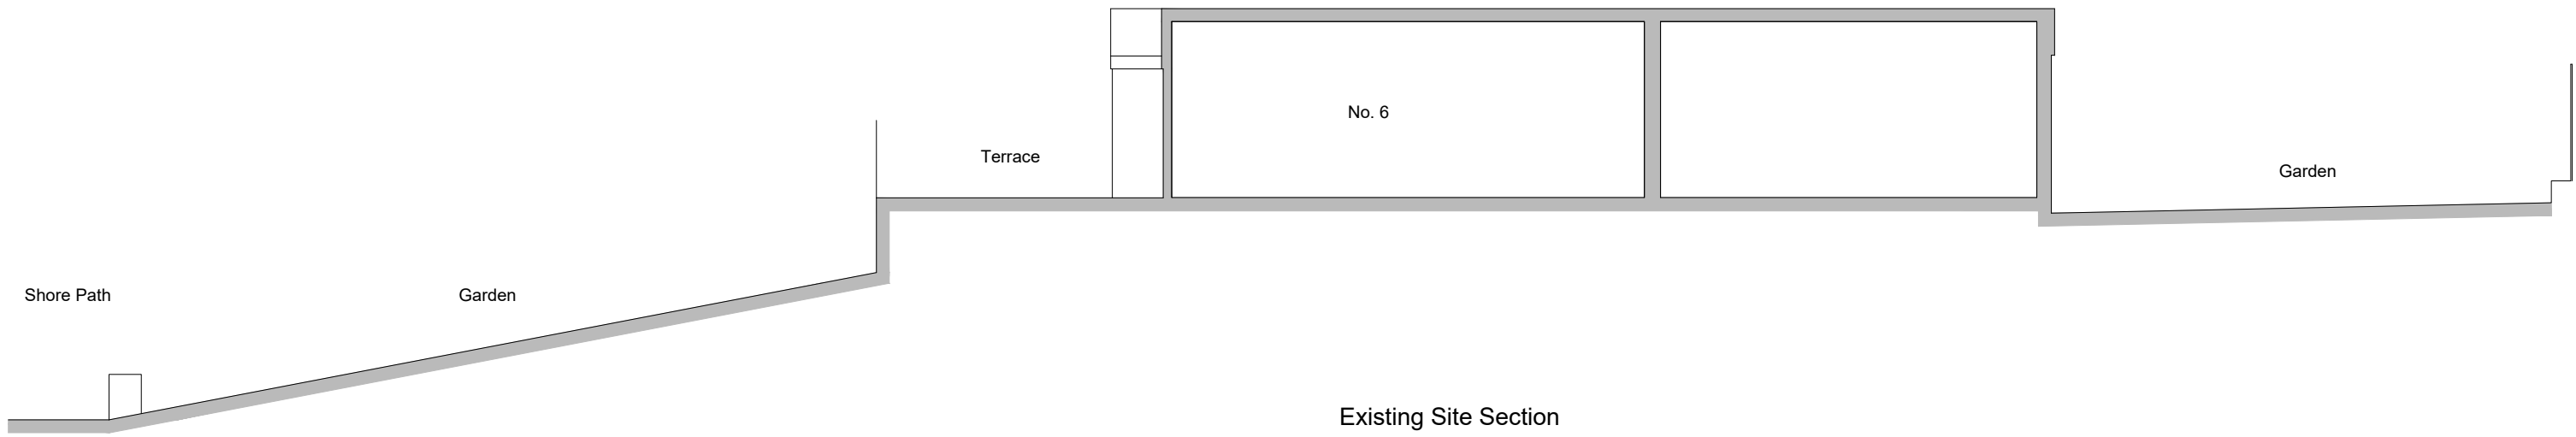 No. 6
Terrace
Garden
Shore Path
Garden
Existing Site Section